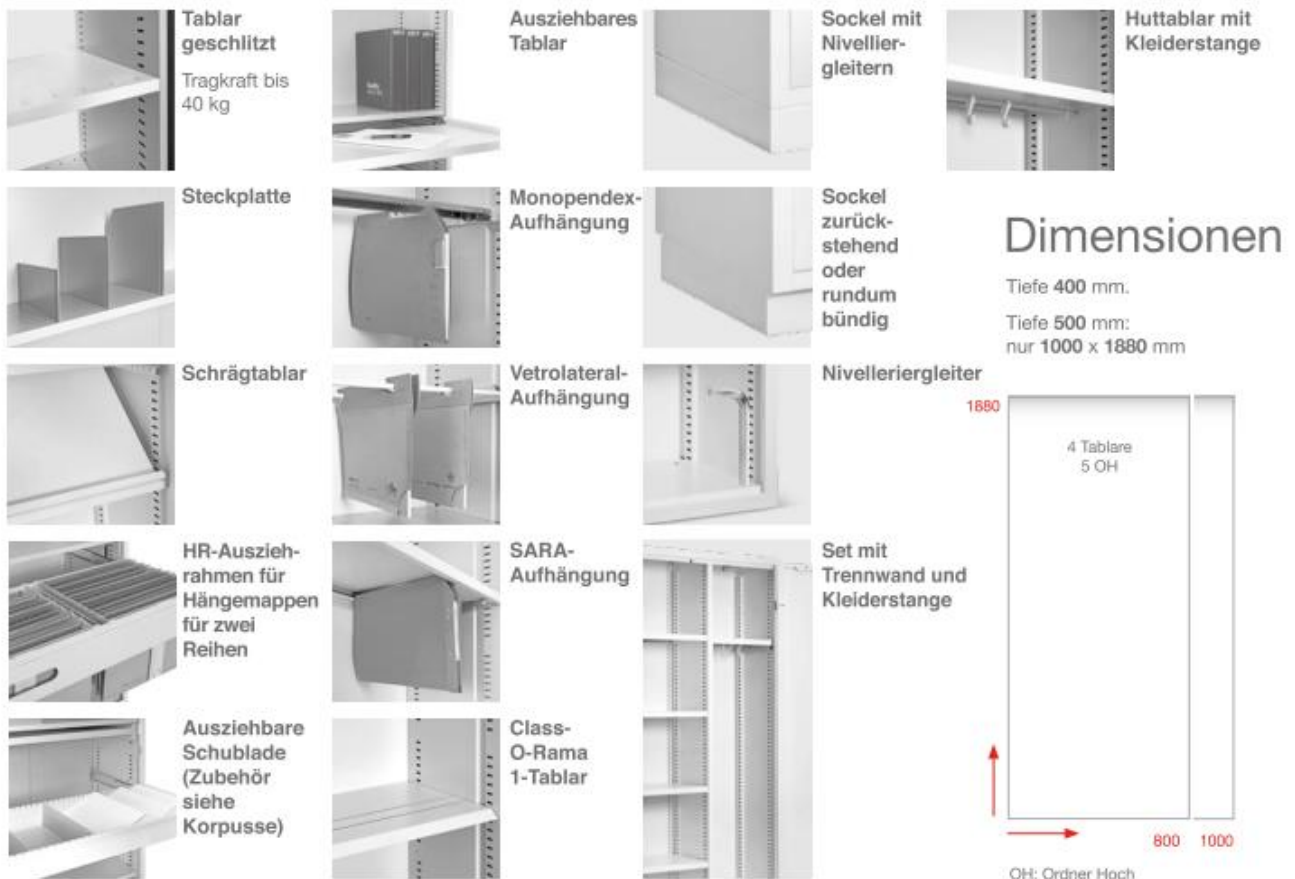 Tablar
geschlitzt
Tragkraft bis
40 kg
Ausziehbares
Tablar
Sockel mit
Nivellier-
gleitern
Huttablar mit
Kleiderstange
Steckplatte
Monopendex-
Aufhängung
Sockel
zurück-
stehend
oder
rundum
bündig
Schrägtablar
Vetrolateral-
Aufhängung
Nivelleriergleiter
HR-Auszieh-
rahmen für
Hängemappen
für zwei
Reihen
SARA-
Aufhängung
Set mit
Trennwand und
Kleiderstange
Ausziehbare
Schublade
(Zubehör
siehe
Korpusse)
Class-
O-Rama
1-Tablar
Dimensionen
Tiefe 400 mm.
Tiefe 500 mm:
nur 1000 x 1880 mm
1880
4 Tablare
5 OH
800 1000
OH: Ordner Hoch